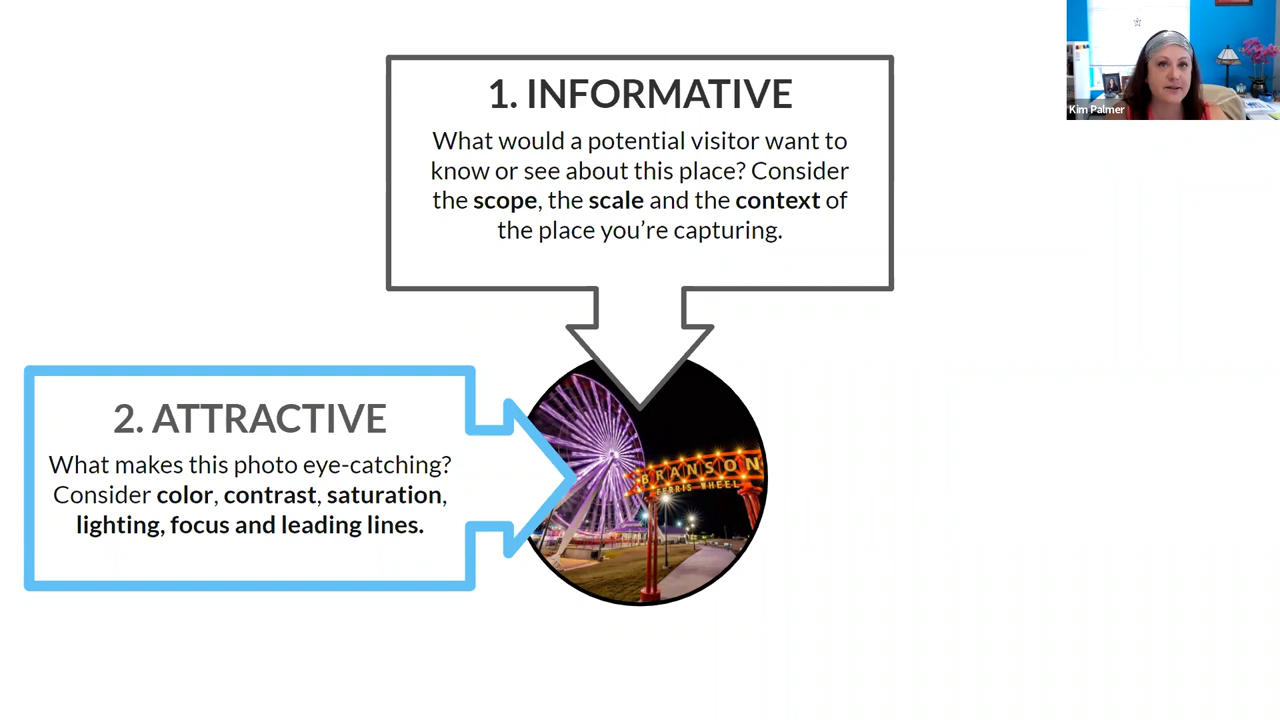 Kim Palmer
1. INFORMATIVE
What would a potential visitor want to
know or see about this place? Consider
the scope, the scale and the context of
the place you’re capturing.
2. ATTRACTIVE
What makes this photo eye-catching?
Consider color, contrast, saturation,
lighting, focus and leading lines.
BRANSON
FERRIS WHEEL